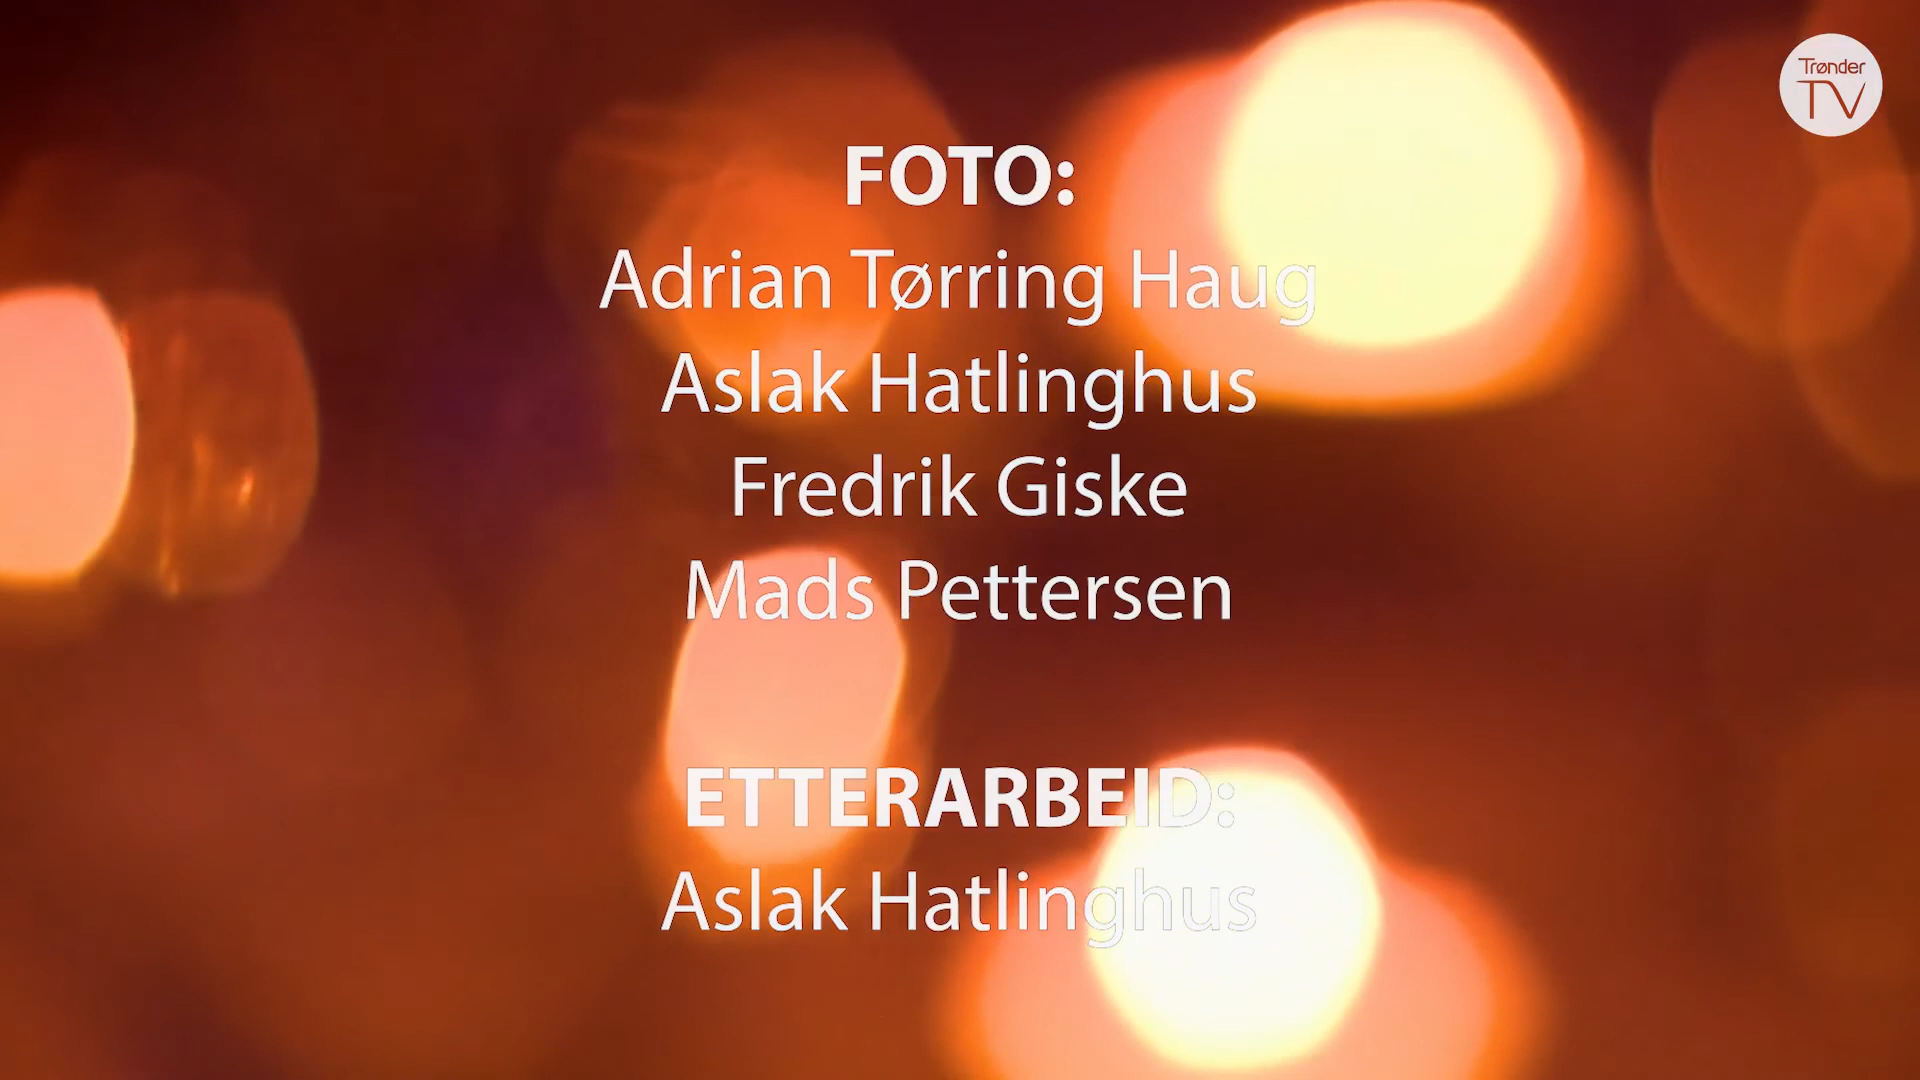 Trønder
TV
FOTO:
Adrian Tørring Haug
Aslak Hatlinghus
Fredrik Giske
Mads Pettersen
ETTERARBEID:
Aslak Hatlinghus